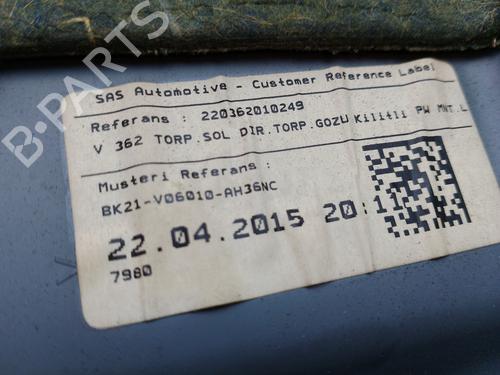 SAS Automotive - Customer Reference Label
Referans : 220362010249
V 362 TORP.SOL DIR.TORP.GOZU Kilitli PW MNT.L
Musteri Referans :
BK21-V06010-AH36NC
22.04.2015 20:11
7980
B-PARTS